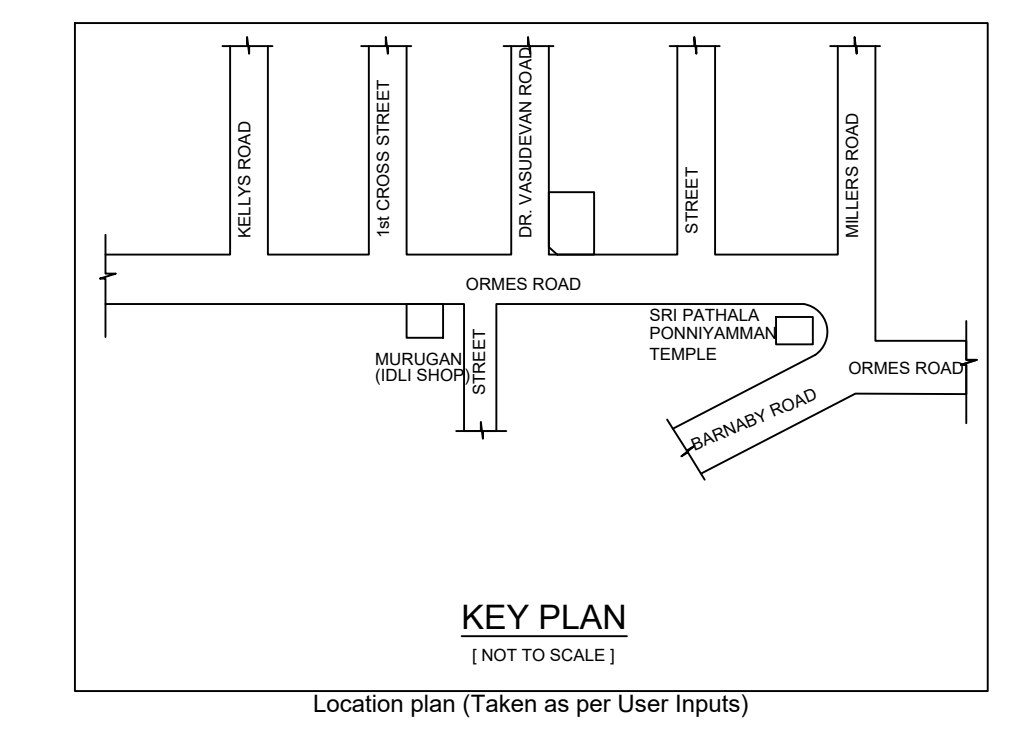 KELLYS ROAD
1st CROSS STREET
DR. VASUDEVAN ROAD
STREET
MILLERS ROAD
ORMES ROAD
SRI PATHALA
PONNIYAMMAN
TEMPLE
MURUGAN
(IDLI SHOP)
STREET
ORMES ROAD
BARNABY ROAD
KEY PLAN
[ NOT TO SCALE ]
Location plan (Taken as per User Inputs)